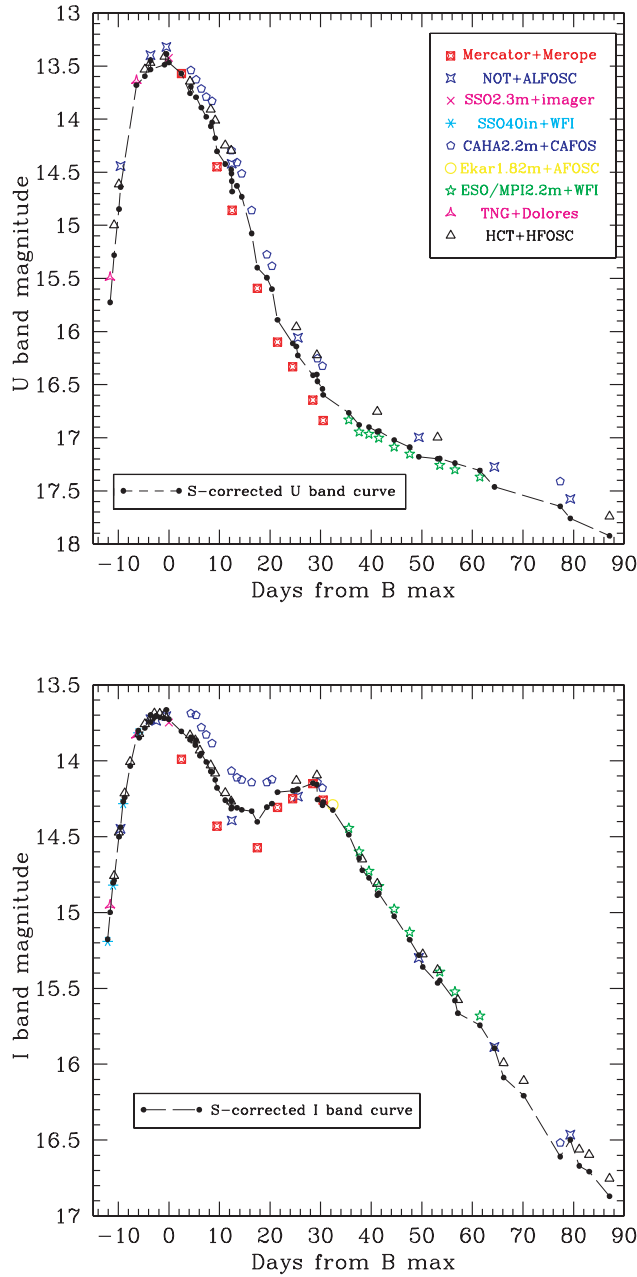 13
13.5
14
14.5
15
15.5
16
16.5
17
17.5
18
U band magnitude
Mercator+Merope
NOT+ALFOSC
SSO2.3m+imager
SSO40in+WFI
CAHA2.2m+CAFOS
Ekar1.82m+AFOSC
ESO/MPI2.2m+WFI
TNG+Dolores
HCT+HFOSC
S-corrected U band curve
-10 0 10 20 30 40 50 60 70 80 90
Days from B max
13.5
14
14.5
15
15.5
16
16.5
17
I band magnitude
S-corrected I band curve
-10 0 10 20 30 40 50 60 70 80 90
Days from B max